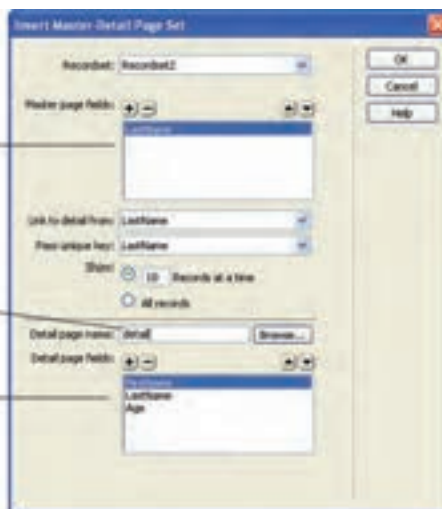 Insert Master-Detail Page Set
Recordset: Recordset2
OK
Cancel
Help
Master page fields:
LastName
Link to detail from: LastName
Pass unique key: LastName
Show: 10 Records at a time
All records
Detail page name: detail Browse...
Detail page fields:
FirstName
LastName
Age